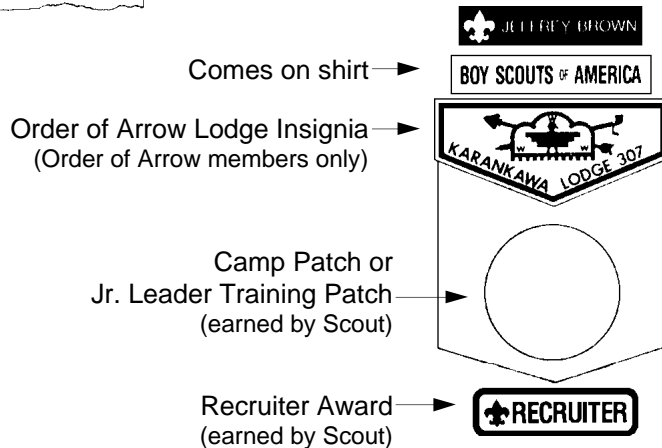 JEFFREY BROWN
Comes on shirt
BOY SCOUTS OF AMERICA
Order of Arrow Lodge Insignia
(Order of Arrow members only)
W W
KARANKAWA LODGE 307
Camp Patch or
Jr. Leader Training Patch
(earned by Scout)
Recruiter Award
(earned by Scout)
RECRUITER